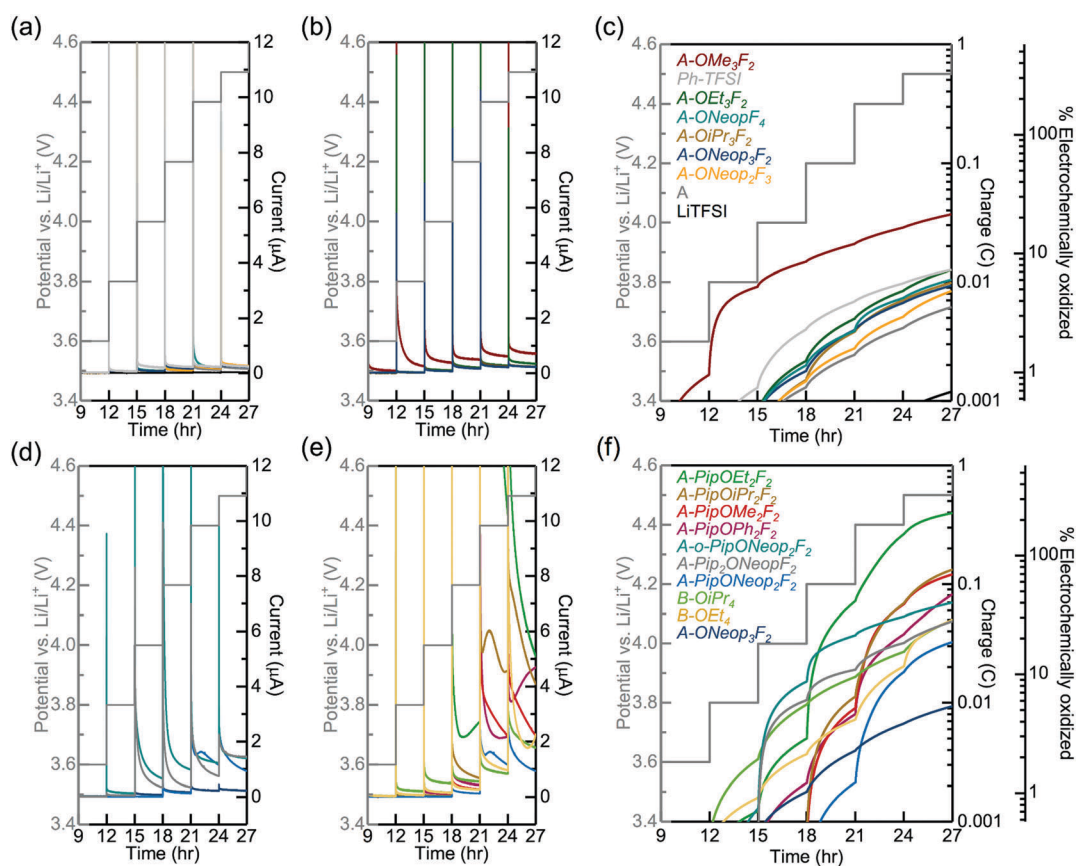 (a)
4.6
4.4
4.2
4.0
3.8
3.6
3.4
Potential vs. Li/Li⁺ (V)
12
10
8
6
4
2
0
Current (µA)
9 12 15 18 21 24 27
Time (hr)
(b)
4.6
4.4
4.2
4.0
3.8
3.6
3.4
Potential vs. Li/Li⁺ (V)
12
10
8
6
4
2
0
Current (µA)
9 12 15 18 21 24 27
Time (hr)
(c)
4.6
4.4
4.2
4.0
3.8
3.6
3.4
Potential vs. Li/Li⁺ (V)
A-OMe₃F₂
Ph-TFSI
A-OEt₃F₂
A-ONeopF₄
A-OiPr₃F₂
A-ONeop₃F₂
A-ONeop₂F₃
A
LiTFSI
1
0.1
0.01
0.001
Charge (C)
100
10
1
% Electrochemically oxidized
9 12 15 18 21 24 27
Time (hr)
(d)
4.6
4.4
4.2
4.0
3.8
3.6
3.4
Potential vs. Li/Li⁺ (V)
12
10
8
6
4
2
0
Current (µA)
9 12 15 18 21 24 27
Time (hr)
(e)
4.6
4.4
4.2
4.0
3.8
3.6
3.4
Potential vs. Li/Li⁺ (V)
12
10
8
6
4
2
0
Current (µA)
9 12 15 18 21 24 27
Time (hr)
(f)
4.6
4.4
4.2
4.0
3.8
3.6
3.4
Potential vs. Li/Li⁺ (V)
A-PipOEt₂F₂
A-PipOiPr₂F₂
A-PipOMe₂F₂
A-PipOPh₂F₂
A-o-PipONeop₂F₂
A-Pip₂ONeopF₂
A-PipONeop₂F₂
B-OiPr₄
B-OEt₄
A-ONeop₃F₂
1
0.1
0.01
0.001
Charge (C)
100
10
1
% Electrochemically oxidized
9 12 15 18 21 24 27
Time (hr)